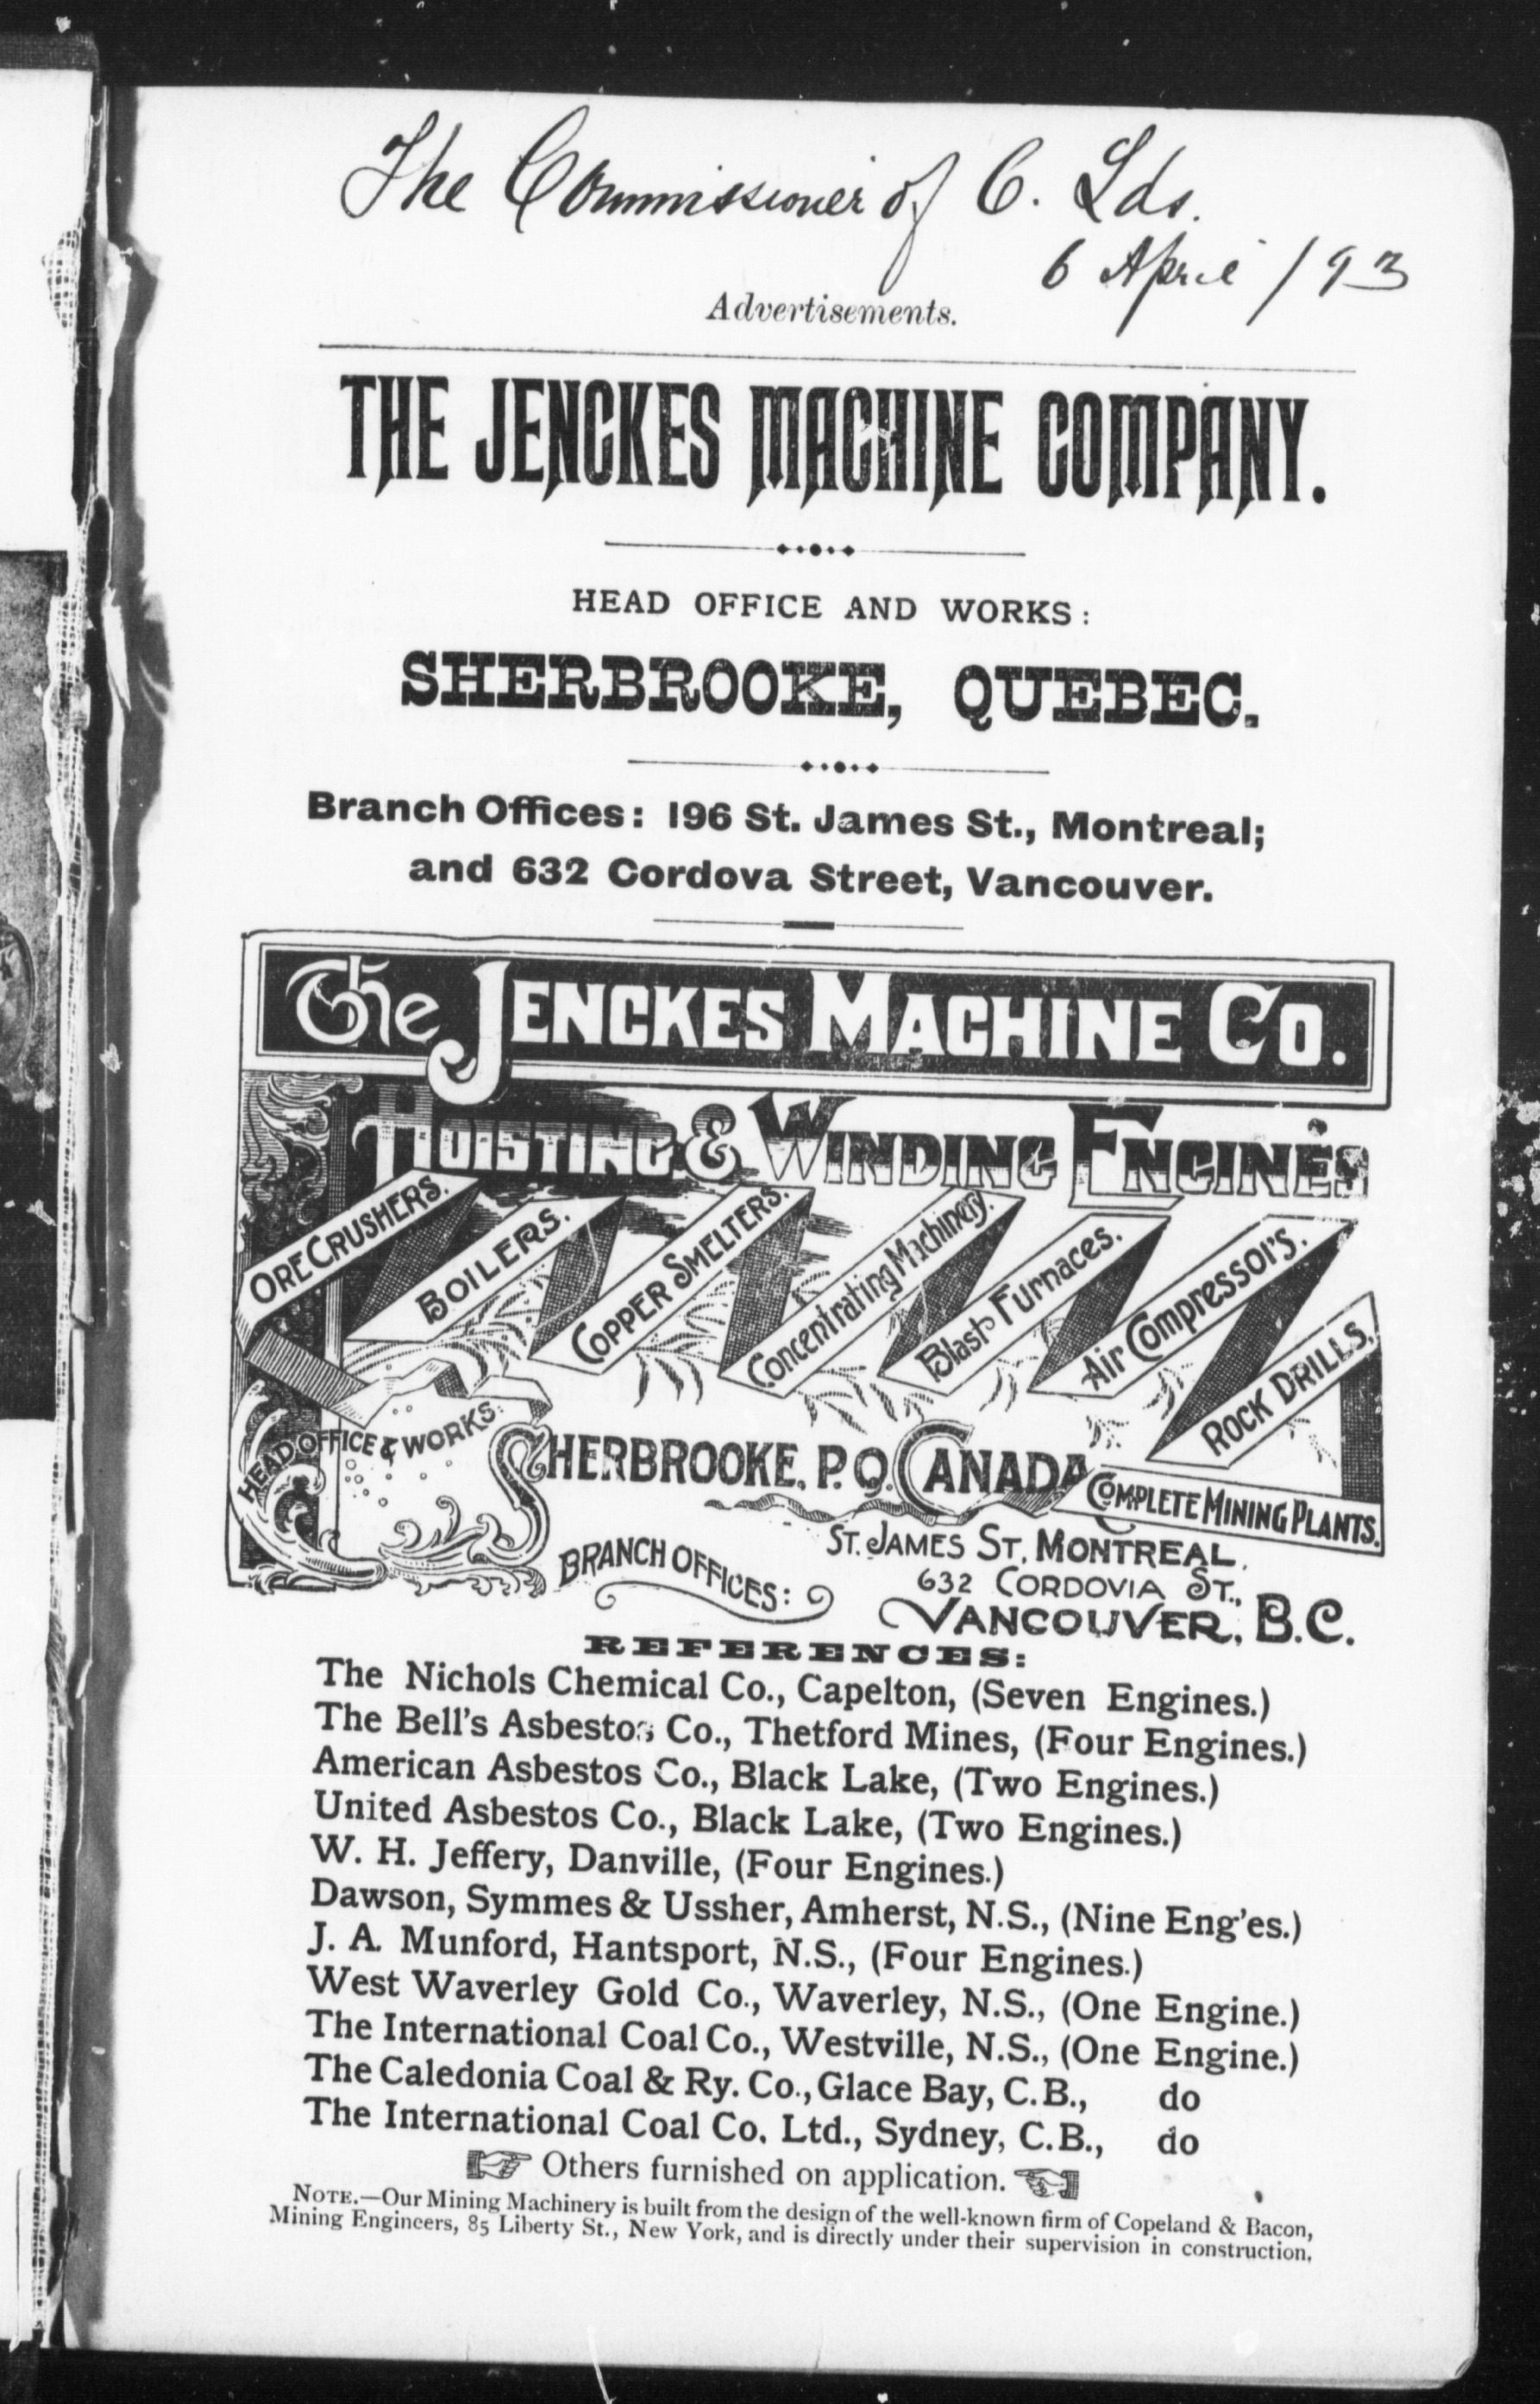 The Commissioner of C. Lds.
6 April /93
Advertisements.
THE JENCKES MACHINE COMPANY.
HEAD OFFICE AND WORKS:
SHERBROOKE, QUEBEC.
Branch Offices: 196 St. James St., Montreal;
and 632 Cordova Street, Vancouver.
The JENCKES MACHINE CO.
HOISTING & WINDING ENGINES
ORE CRUSHERS.
BOILERS.
COPPER SMELTERS.
Concentrating Machinery.
Blast Furnaces.
Air Compressors.
ROCK DRILLS.
HEAD OFFICE & WORKS:
SHERBROOKE, P.Q. CANADA
COMPLETE MINING PLANTS.
BRANCH OFFICES:
ST. JAMES ST, MONTREAL,
632 CORDOVIA ST.,
VANCOUVER, B.C.
REFERENCES:
The Nichols Chemical Co., Capelton, (Seven Engines.)
The Bell's Asbestos Co., Thetford Mines, (Four Engines.)
American Asbestos Co., Black Lake, (Two Engines.)
United Asbestos Co., Black Lake, (Two Engines.)
W. H. Jeffery, Danville, (Four Engines.)
Dawson, Symmes & Ussher, Amherst, N.S., (Nine Eng'es.)
J. A. Munford, Hantsport, N.S., (Four Engines.)
West Waverley Gold Co., Waverley, N.S., (One Engine.)
The International Coal Co., Westville, N.S., (One Engine.)
The Caledonia Coal & Ry. Co., Glace Bay, C.B., do
The International Coal Co. Ltd., Sydney, C.B., do
☞ Others furnished on application. ☜
NOTE.—Our Mining Machinery is built from the design of the well-known firm of Copeland & Bacon,
Mining Engineers, 85 Liberty St., New York, and is directly under their supervision in construction.